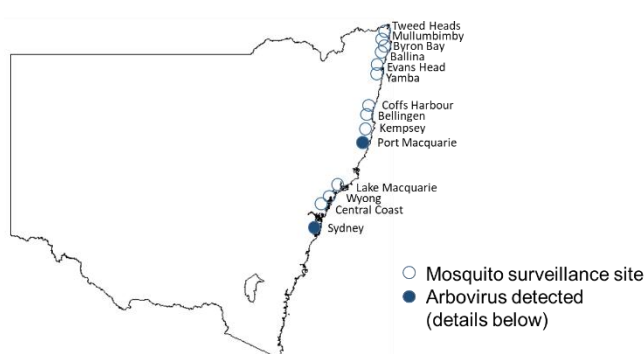 Tweed Heads
Mullumbimby
Byron Bay
Ballina
Evans Head
Yamba
Coffs Harbour
Bellingen
Kempsey
Port Macquarie
Lake Macquarie
Wyong
Central Coast
Sydney
Mosquito surveillance site
Arbovirus detected
(details below)